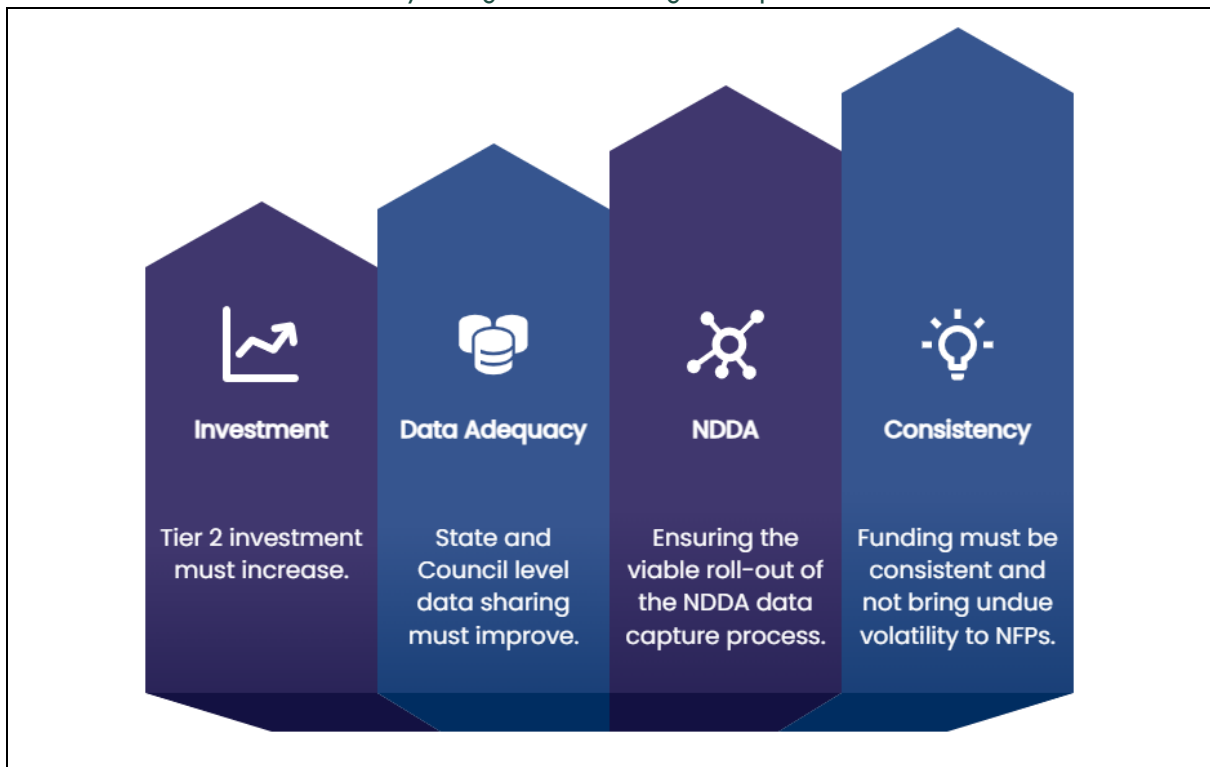 Investment
Tier 2 investment
must increase.
Data Adequacy
State and
Council level
data sharing
must improve.
NDDA
Ensuring the
viable roll-out of
the NDDA data
capture process.
Consistency
Funding must be
consistent and
not bring undue
volatility to NFPs.